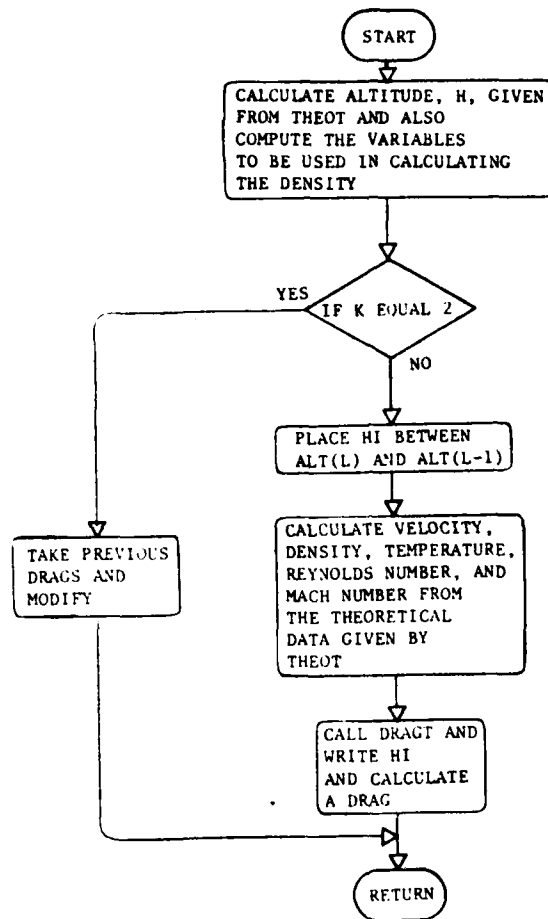 START
CALCULATE ALTITUDE, H, GIVEN
FROM THEOT AND ALSO
COMPUTE THE VARIABLES
TO BE USED IN CALCULATING
THE DENSITY
YES
IF K EQUAL 2
NO
PLACE HI BETWEEN
ALT(L) AND ALT(L-1)
TAKE PREVIOUS
DRAGS AND
MODIFY
CALCULATE VELOCITY,
DENSITY, TEMPERATURE,
REYNOLDS NUMBER, AND
MACH NUMBER FROM
THE THEORETICAL
DATA GIVEN BY
THEOT
CALL DRAGT AND
WRITE HI
AND CALCULATE
A DRAG
RETURN